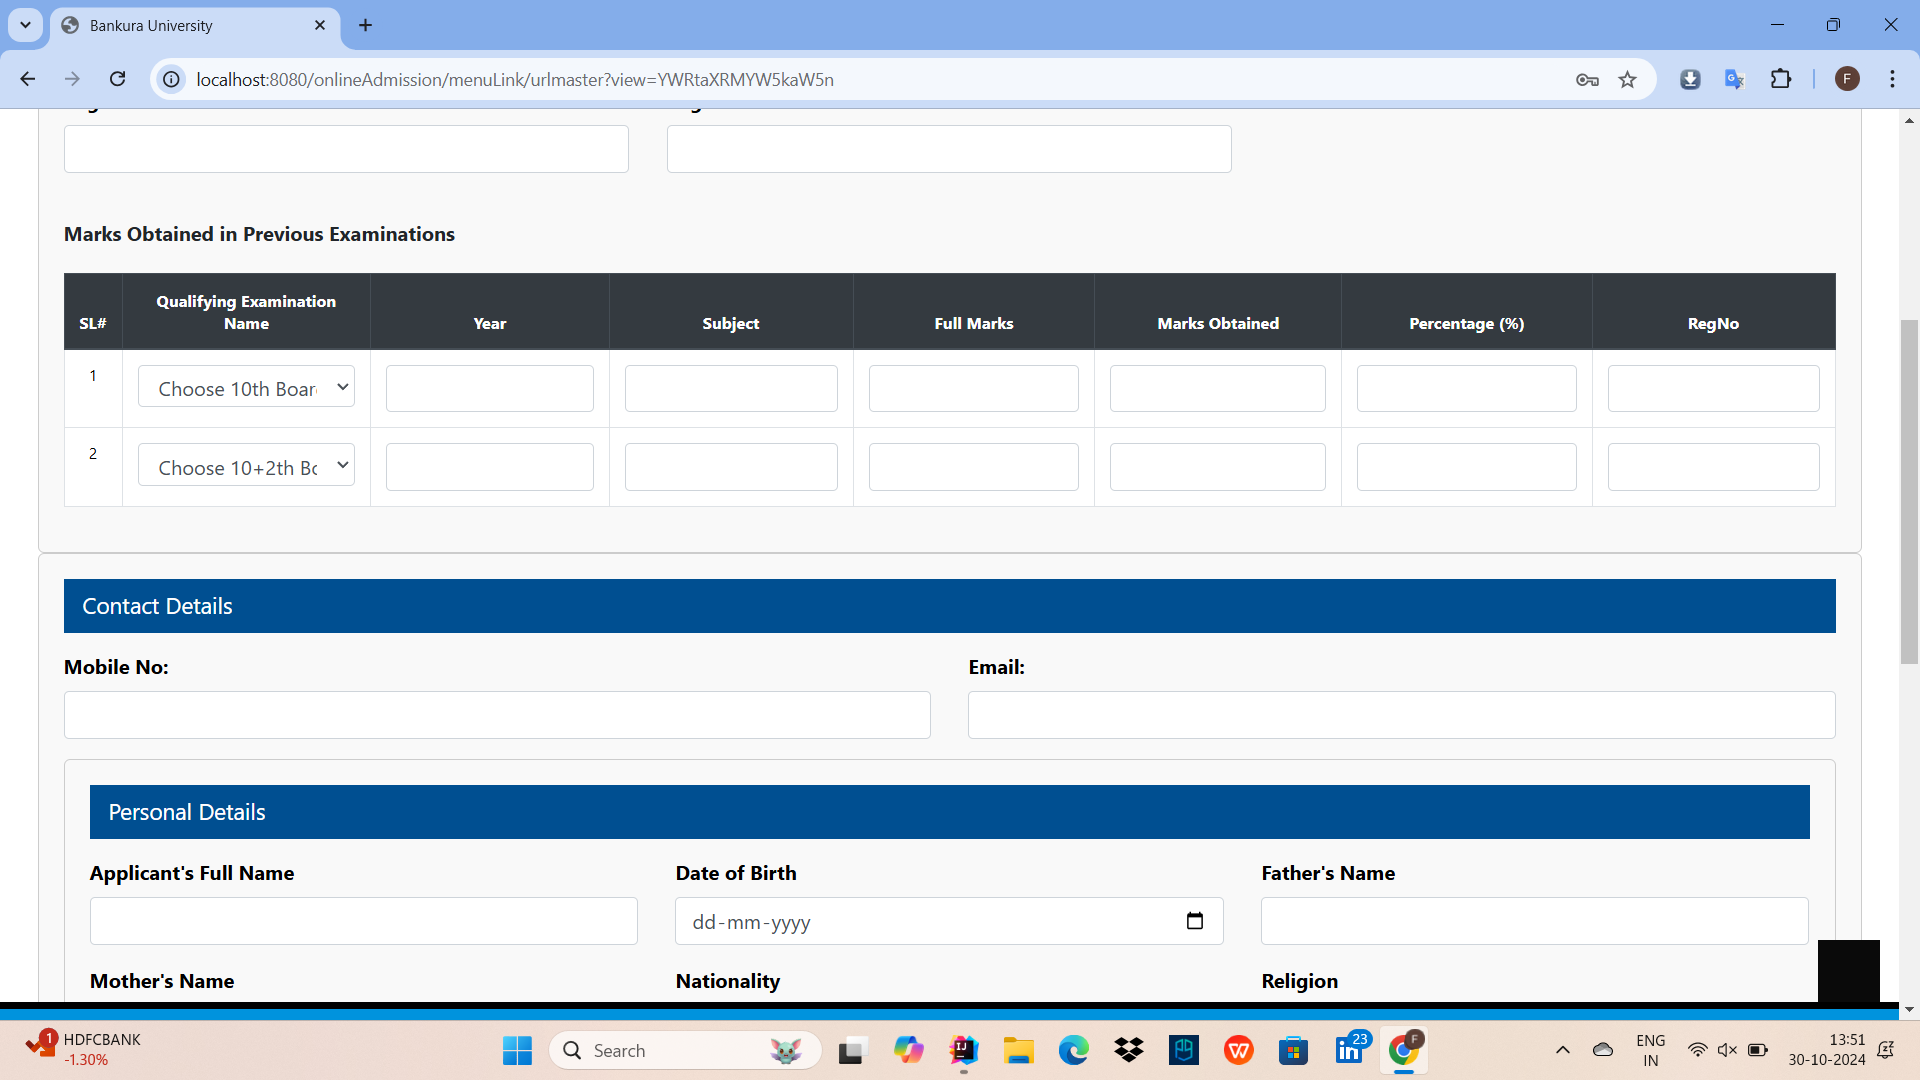 Bankura University
localhost:8080/onlineAdmission/menuLink/urlmaster?view=YWRtaXRMYW5kaW5n
F
Marks Obtained in Previous Examinations
SL#
Qualifying Examination
Name
Year
Subject
Full Marks
Marks Obtained
Percentage (%)
RegNo
1
Choose 10th Boar
2
Choose 10+2th Bo
Contact Details
Mobile No:
Email:
Personal Details
Applicant's Full Name
Date of Birth
Father's Name
dd-mm-yyyy
Mother's Name
Nationality
Religion
1
HDFCBANK
-1.30%
Search
IJ
W
23
in
F
ENG
IN
13:51
30-10-2024